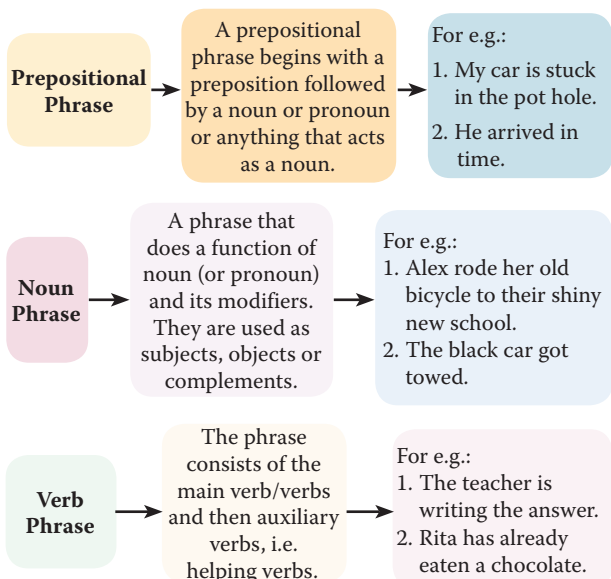 Prepositional
Phrase
A prepositional
phrase begins with a
preposition followed
by a noun or pronoun
or anything that acts
as a noun.
For e.g.:
1. My car is stuck
in the pot hole.
2. He arrived in
time.
Noun
Phrase
A phrase that
does a function of
noun (or pronoun)
and its modifiers.
They are used as
subjects, objects or
complements.
For e.g.:
1. Alex rode her old
bicycle to their shiny
new school.
2. The black car got
towed.
Verb
Phrase
The phrase
consists of the
main verb/verbs
and then auxiliary
verbs, i.e.
helping verbs.
For e.g.:
1. The teacher is
writing the answer.
2. Rita has already
eaten a chocolate.